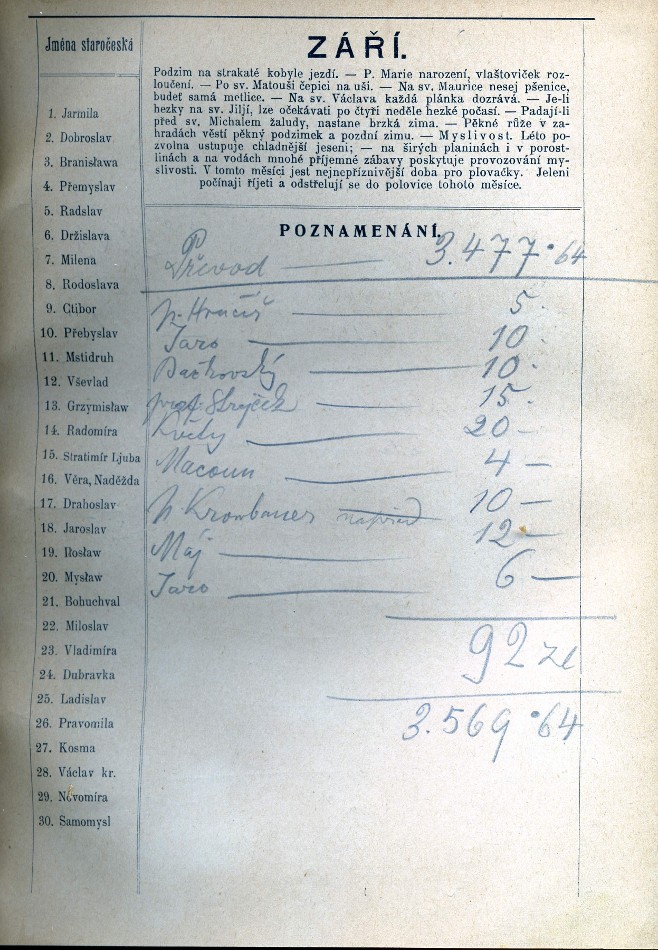 Jména staročeská
1. Jarmila
2. Dobroslav
3. Branisława
4. Přemyslav
5. Radslav
6. Držislava
7. Milena
8. Rodoslava
9. Ctibor
10. Přebyslav
11. Mstidruh
12. Vševlad
13. Grzymisław
14. Radomíra
15. Stratimír Ljuba
16. Věra, Naděžda
17. Drahoslav
18. Jaroslav
19. Rosław
20. Mysław
21. Bohuchval
22. Miloslav
23. Vladimíra
24. Dubravka
25. Ladislav
26. Pravomila
27. Kosma
28. Václav kr.
29. Novomíra
30. Samomysl
ZÁŘÍ.
Podzim na strakaté kobyle jezdí. — P. Marie narození, vlaštoviček roz-
loučení. — Po sv. Matouši čepici na uši. — Na sv. Maurice nesej pšenice,
budeť samá metlice. — Na sv. Václava každá plánka dozrává. — Je-li
hezky na sv. Jiljí, lze očekávati po čtyři neděle hezké počasí. — Padají-li
před sv. Michalem žaludy, nastane brzká zima. — Pěkné růže v za-
hradách věstí pěkný podzimek a pozdní zimu. — Myslivost. Léto po-
zvolna ustupuje chladnější jeseni; — na širých planinách i v porost-
linách a na vodách mnohé příjemné zábavy poskytuje provozování my-
slivosti. V tomto měsíci jest nejnepříznivější doba pro plovačky. Jeleni
počínají říjeti a odstřelují se do polovice tohoto měsíce.
POZNAMENÁNÍ.
Převod — 3.477·64
p. Hrnčíř — 5·
Jaro — 10·
Bačkovský — 10·
prof. — 15·
Květy — 20 —
Macoun — 4 —
p. Kronbauer napřed 10 —
Máj — 12 —
Jaro — 6 —
92 zl
3.569·64